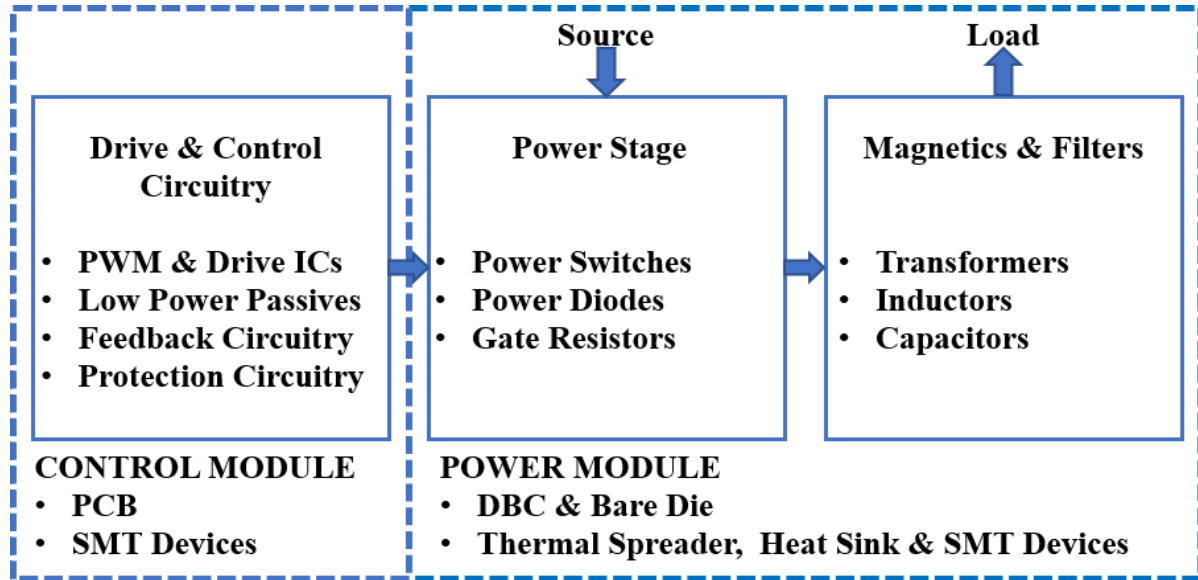 Source
Load
Drive & Control
Circuitry
• PWM & Drive ICs
• Low Power Passives
• Feedback Circuitry
• Protection Circuitry
Power Stage
• Power Switches
• Power Diodes
• Gate Resistors
Magnetics & Filters
• Transformers
• Inductors
• Capacitors
CONTROL MODULE
• PCB
• SMT Devices
POWER MODULE
• DBC & Bare Die
• Thermal Spreader, Heat Sink & SMT Devices